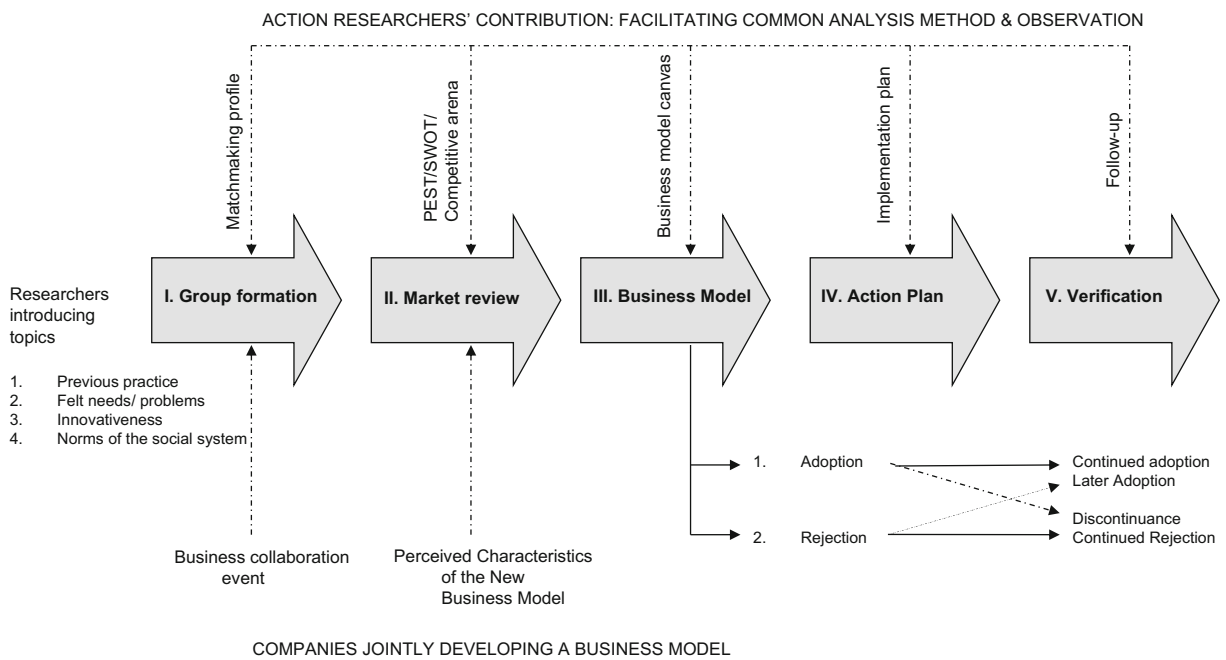 ACTION RESEARCHERS' CONTRIBUTION: FACILITATING COMMON ANALYSIS METHOD & OBSERVATION
Matchmaking profile
PEST/SWOT/
Competitive arena
Business model canvas
Implementation plan
Follow-up
Researchers
introducing
topics
I. Group formation
II. Market review
III. Business Model
IV. Action Plan
V. Verification
1. Previous practice
2. Felt needs/ problems
3. Innovativeness
4. Norms of the social system
1. Adoption
Continued adoption
Later Adoption
Discontinuance
2. Rejection
Continued Rejection
Business collaboration
event
Perceived Characteristics
of the New
Business Model
COMPANIES JOINTLY DEVELOPING A BUSINESS MODEL